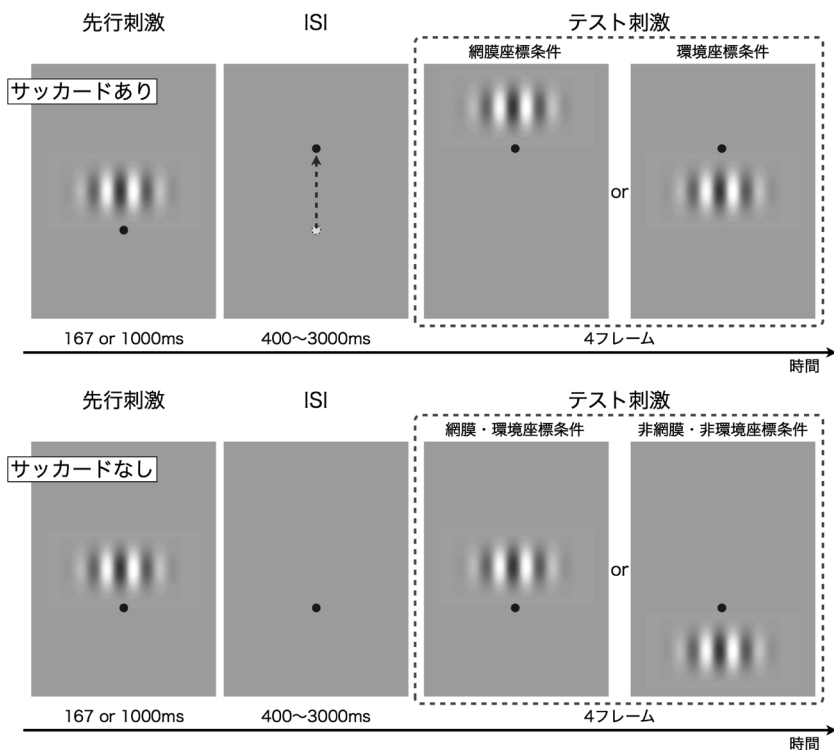 先行刺激 ISI テスト刺激
網膜座標条件 環境座標条件
サッカードあり
or
167 or 1000ms 400〜3000ms 4フレーム
時間
先行刺激 ISI テスト刺激
網膜・環境座標条件 非網膜・非環境座標条件
サッカードなし
or
167 or 1000ms 400〜3000ms 4フレーム
時間